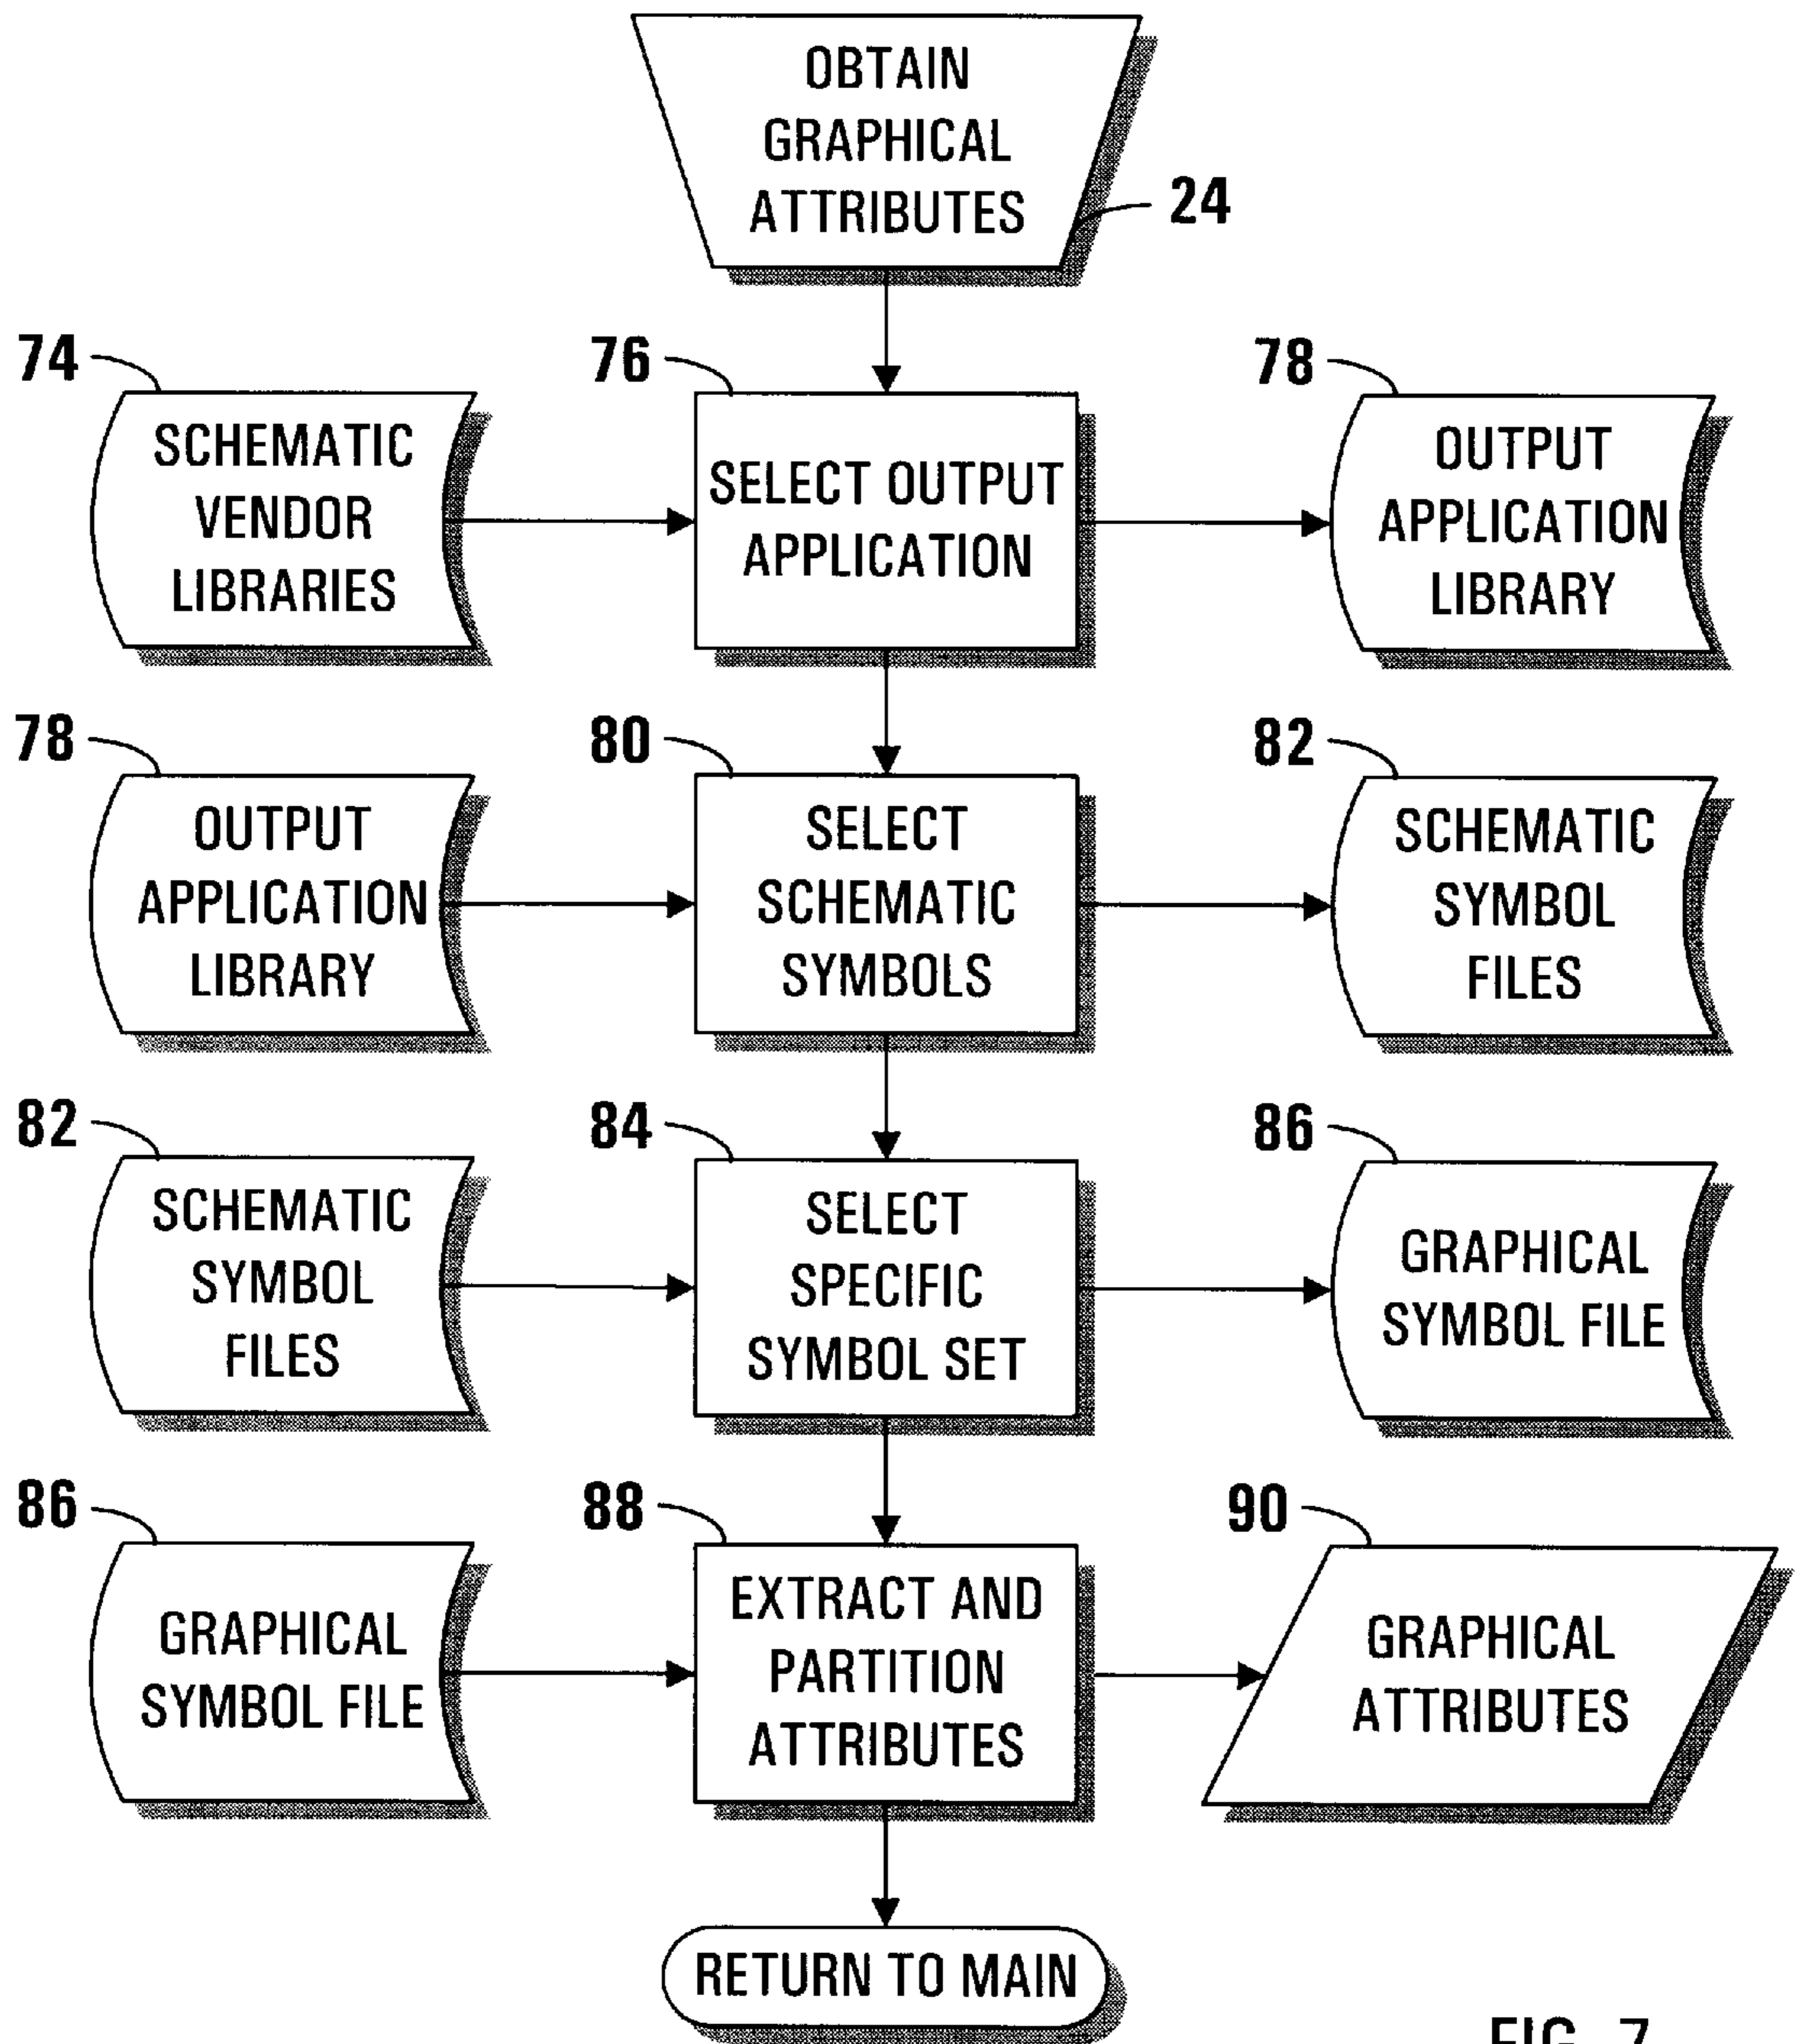 OBTAIN
GRAPHICAL
ATTRIBUTES
24
74
SCHEMATIC
VENDOR
LIBRARIES
76
SELECT OUTPUT
APPLICATION
78
OUTPUT
APPLICATION
LIBRARY
78
OUTPUT
APPLICATION
LIBRARY
80
SELECT
SCHEMATIC
SYMBOLS
82
SCHEMATIC
SYMBOL
FILES
82
SCHEMATIC
SYMBOL
FILES
84
SELECT
SPECIFIC
SYMBOL SET
86
GRAPHICAL
SYMBOL FILE
86
GRAPHICAL
SYMBOL FILE
88
EXTRACT AND
PARTITION
ATTRIBUTES
90
GRAPHICAL
ATTRIBUTES
RETURN TO MAIN
FIG. 7